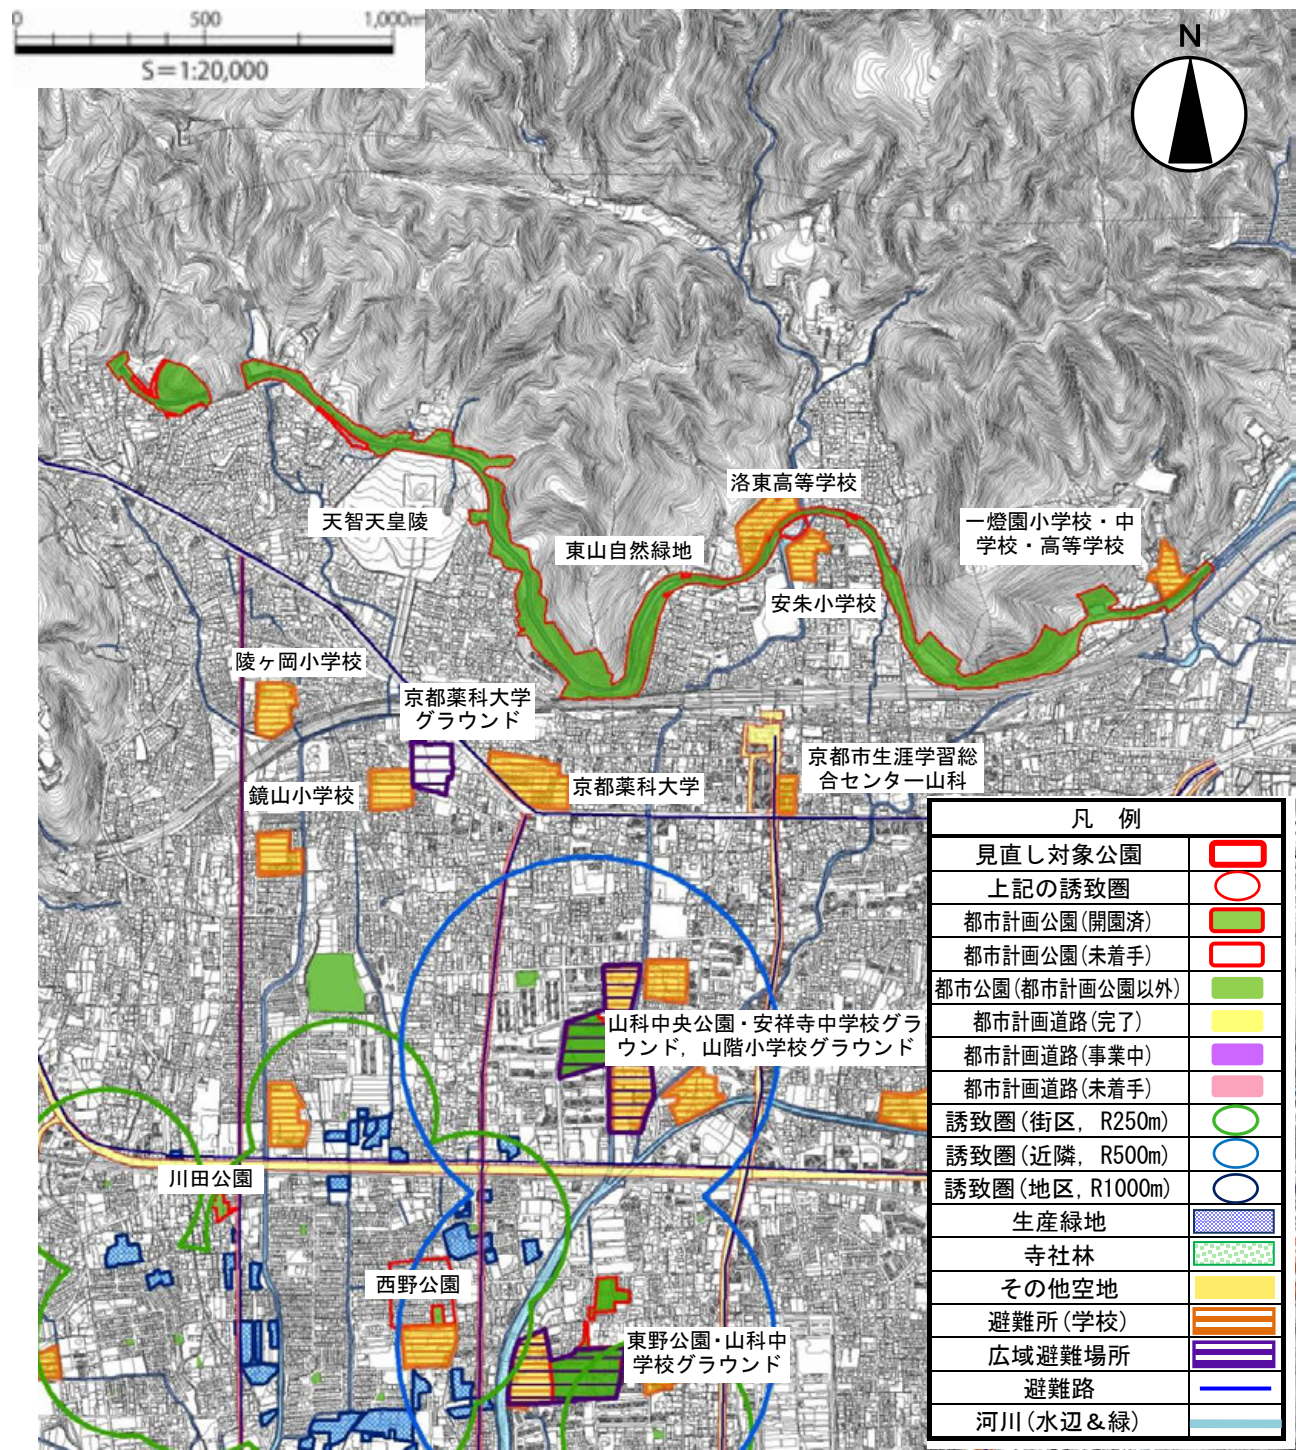 0 500 1,000m
S=1:20,000
N
洛東高等学校
天智天皇陵
一燈園小学校・中
学校・高等学校
東山自然緑地
安朱小学校
陵ヶ岡小学校
京都薬科大学
グラウンド
京都市生涯学習総
合センター山科
京都薬科大学
鏡山小学校
山科中央公園・安祥寺中学校グラ
ウンド，山階小学校グラウンド
川田公園
西野公園
東野公園・山科中
学校グラウンド
凡 例
見直し対象公園
上記の誘致圏
都市計画公園(開園済)
都市計画公園(未着手)
都市公園(都市計画公園以外)
都市計画道路(完了)
都市計画道路(事業中)
都市計画道路(未着手)
誘致圏(街区，R250m)
誘致圏(近隣，R500m)
誘致圏(地区，R1000m)
生産緑地
寺社林
その他空地
避難所(学校)
広域避難場所
避難路
河川(水辺＆緑)